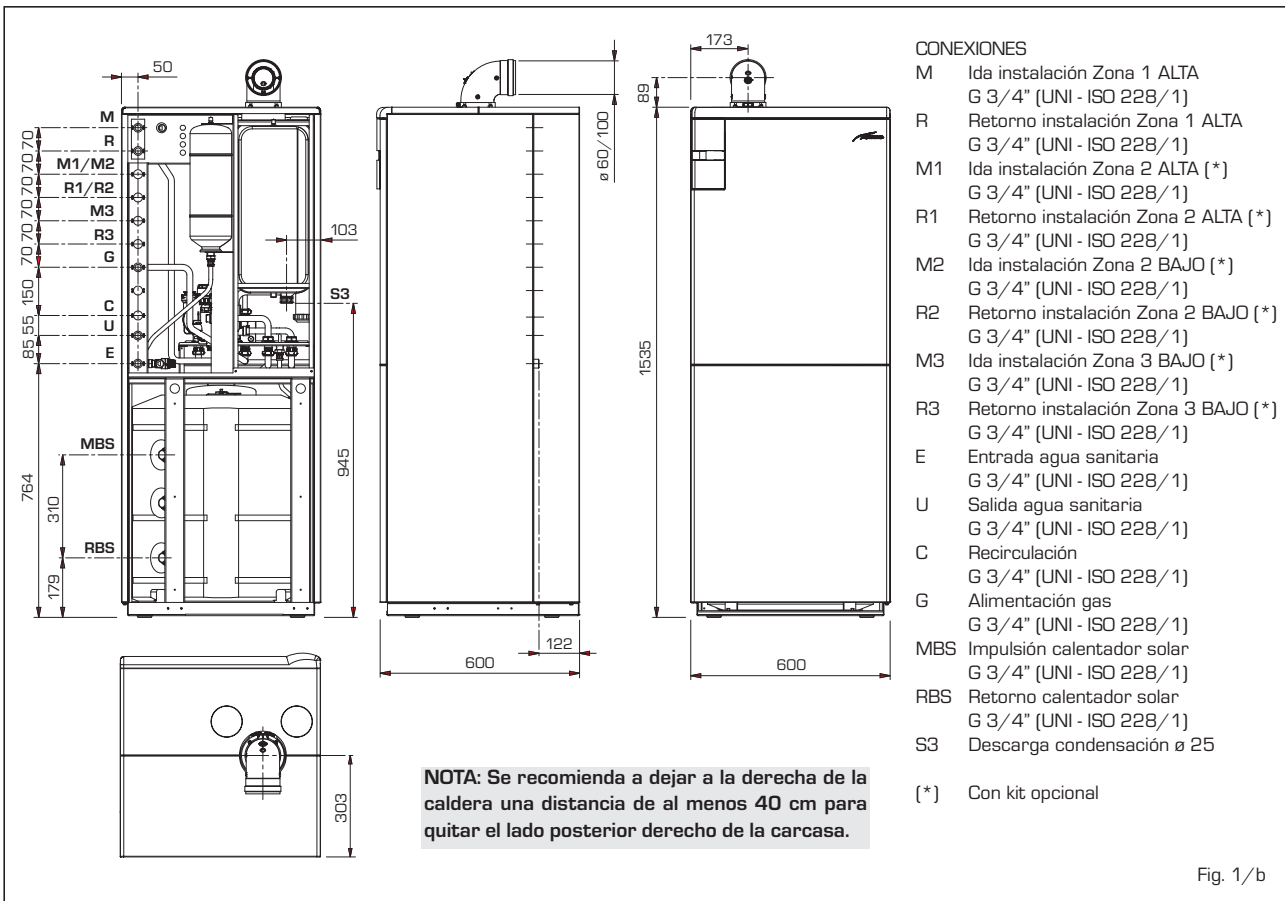 50
M
R
M1/M2
R1/R2
M3
R3
G
C
U
E
70
70
70
70
70
70
150
55
85
764
MBS
310
RBS
179
103
S3
945
ø 60/100
600
122
173
89
1535
600
303
CONEXIONES
M Ida instalación Zona 1 ALTA
G 3/4” (UNI - ISO 228/1)
R Retorno instalación Zona 1 ALTA
G 3/4” (UNI - ISO 228/1)
M1 Ida instalación Zona 2 ALTA (*)
G 3/4” (UNI - ISO 228/1)
R1 Retorno instalación Zona 2 ALTA (*)
G 3/4” (UNI - ISO 228/1)
M2 Ida instalación Zona 2 BAJO (*)
G 3/4” (UNI - ISO 228/1)
R2 Retorno instalación Zona 2 BAJO (*)
G 3/4” (UNI - ISO 228/1)
M3 Ida instalación Zona 3 BAJO (*)
G 3/4” (UNI - ISO 228/1)
R3 Retorno instalación Zona 3 BAJO (*)
G 3/4” (UNI - ISO 228/1)
E Entrada agua sanitaria
G 3/4” (UNI - ISO 228/1)
U Salida agua sanitaria
G 3/4” (UNI - ISO 228/1)
C Recirculación
G 3/4” (UNI - ISO 228/1)
G Alimentación gas
G 3/4” (UNI - ISO 228/1)
MBS Impulsión calentador solar
G 3/4” (UNI - ISO 228/1)
RBS Retorno calentador solar
G 3/4” (UNI - ISO 228/1)
S3 Descarga condensación ø 25
(*) Con kit opcional
NOTA: Se recomienda a dejar a la derecha de la
caldera una distancia de al menos 40 cm para
quitar el lado posterior derecho de la carcasa.
Fig. 1/b